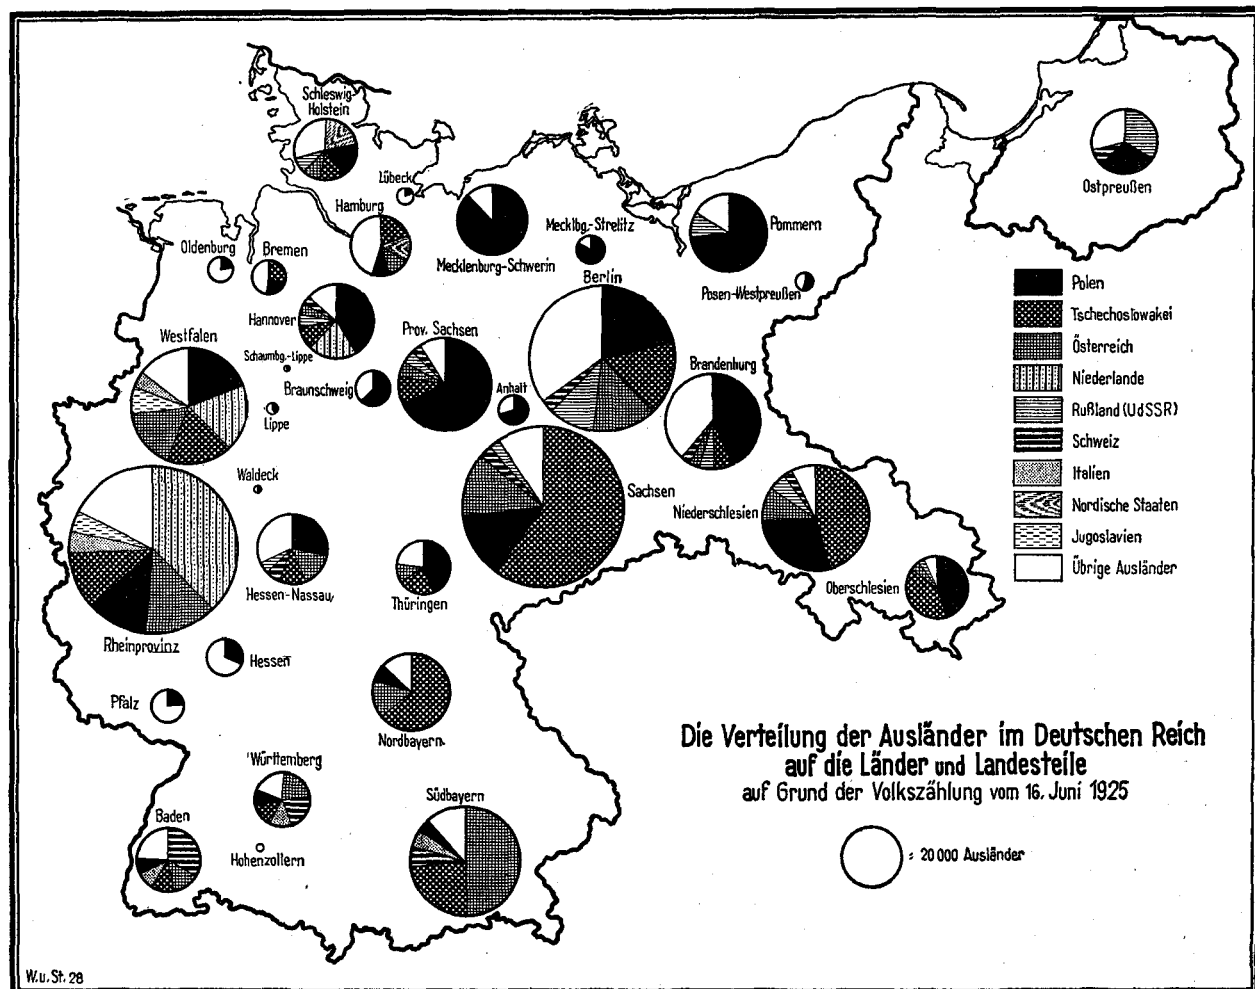 Schleswig-
Holstein
Lübeck
Hamburg
Oldenburg
Bremen
Mecklenburg-Schwerin
Mecklbg.-Strelitz
Pommern
Ostpreußen
Posen-Westpreußen
Berlin
Hannover
Westfalen
Schaumbg.-Lippe
Prov. Sachsen
Braunschweig
Anhalt
Brandenburg
Lippe
Waldeck
Sachsen
Niederschlesien
Oberschlesien
Hessen-Nassau
Thüringen
Rheinprovinz
Hessen
Pfalz
Nordbayern
Württemberg
Südbayern
Baden
Hohenzollern
Polen
Tschechoslowakei
Österreich
Niederlande
Rußland (UdSSR)
Schweiz
Italien
Nordische Staaten
Jugoslavien
Übrige Ausländer
Die Verteilung der Ausländer im Deutschen Reich
auf die Länder und Landesteile
auf Grund der Volkszählung vom 16. Juni 1925
= 20 000 Ausländer
W.u.St. 28